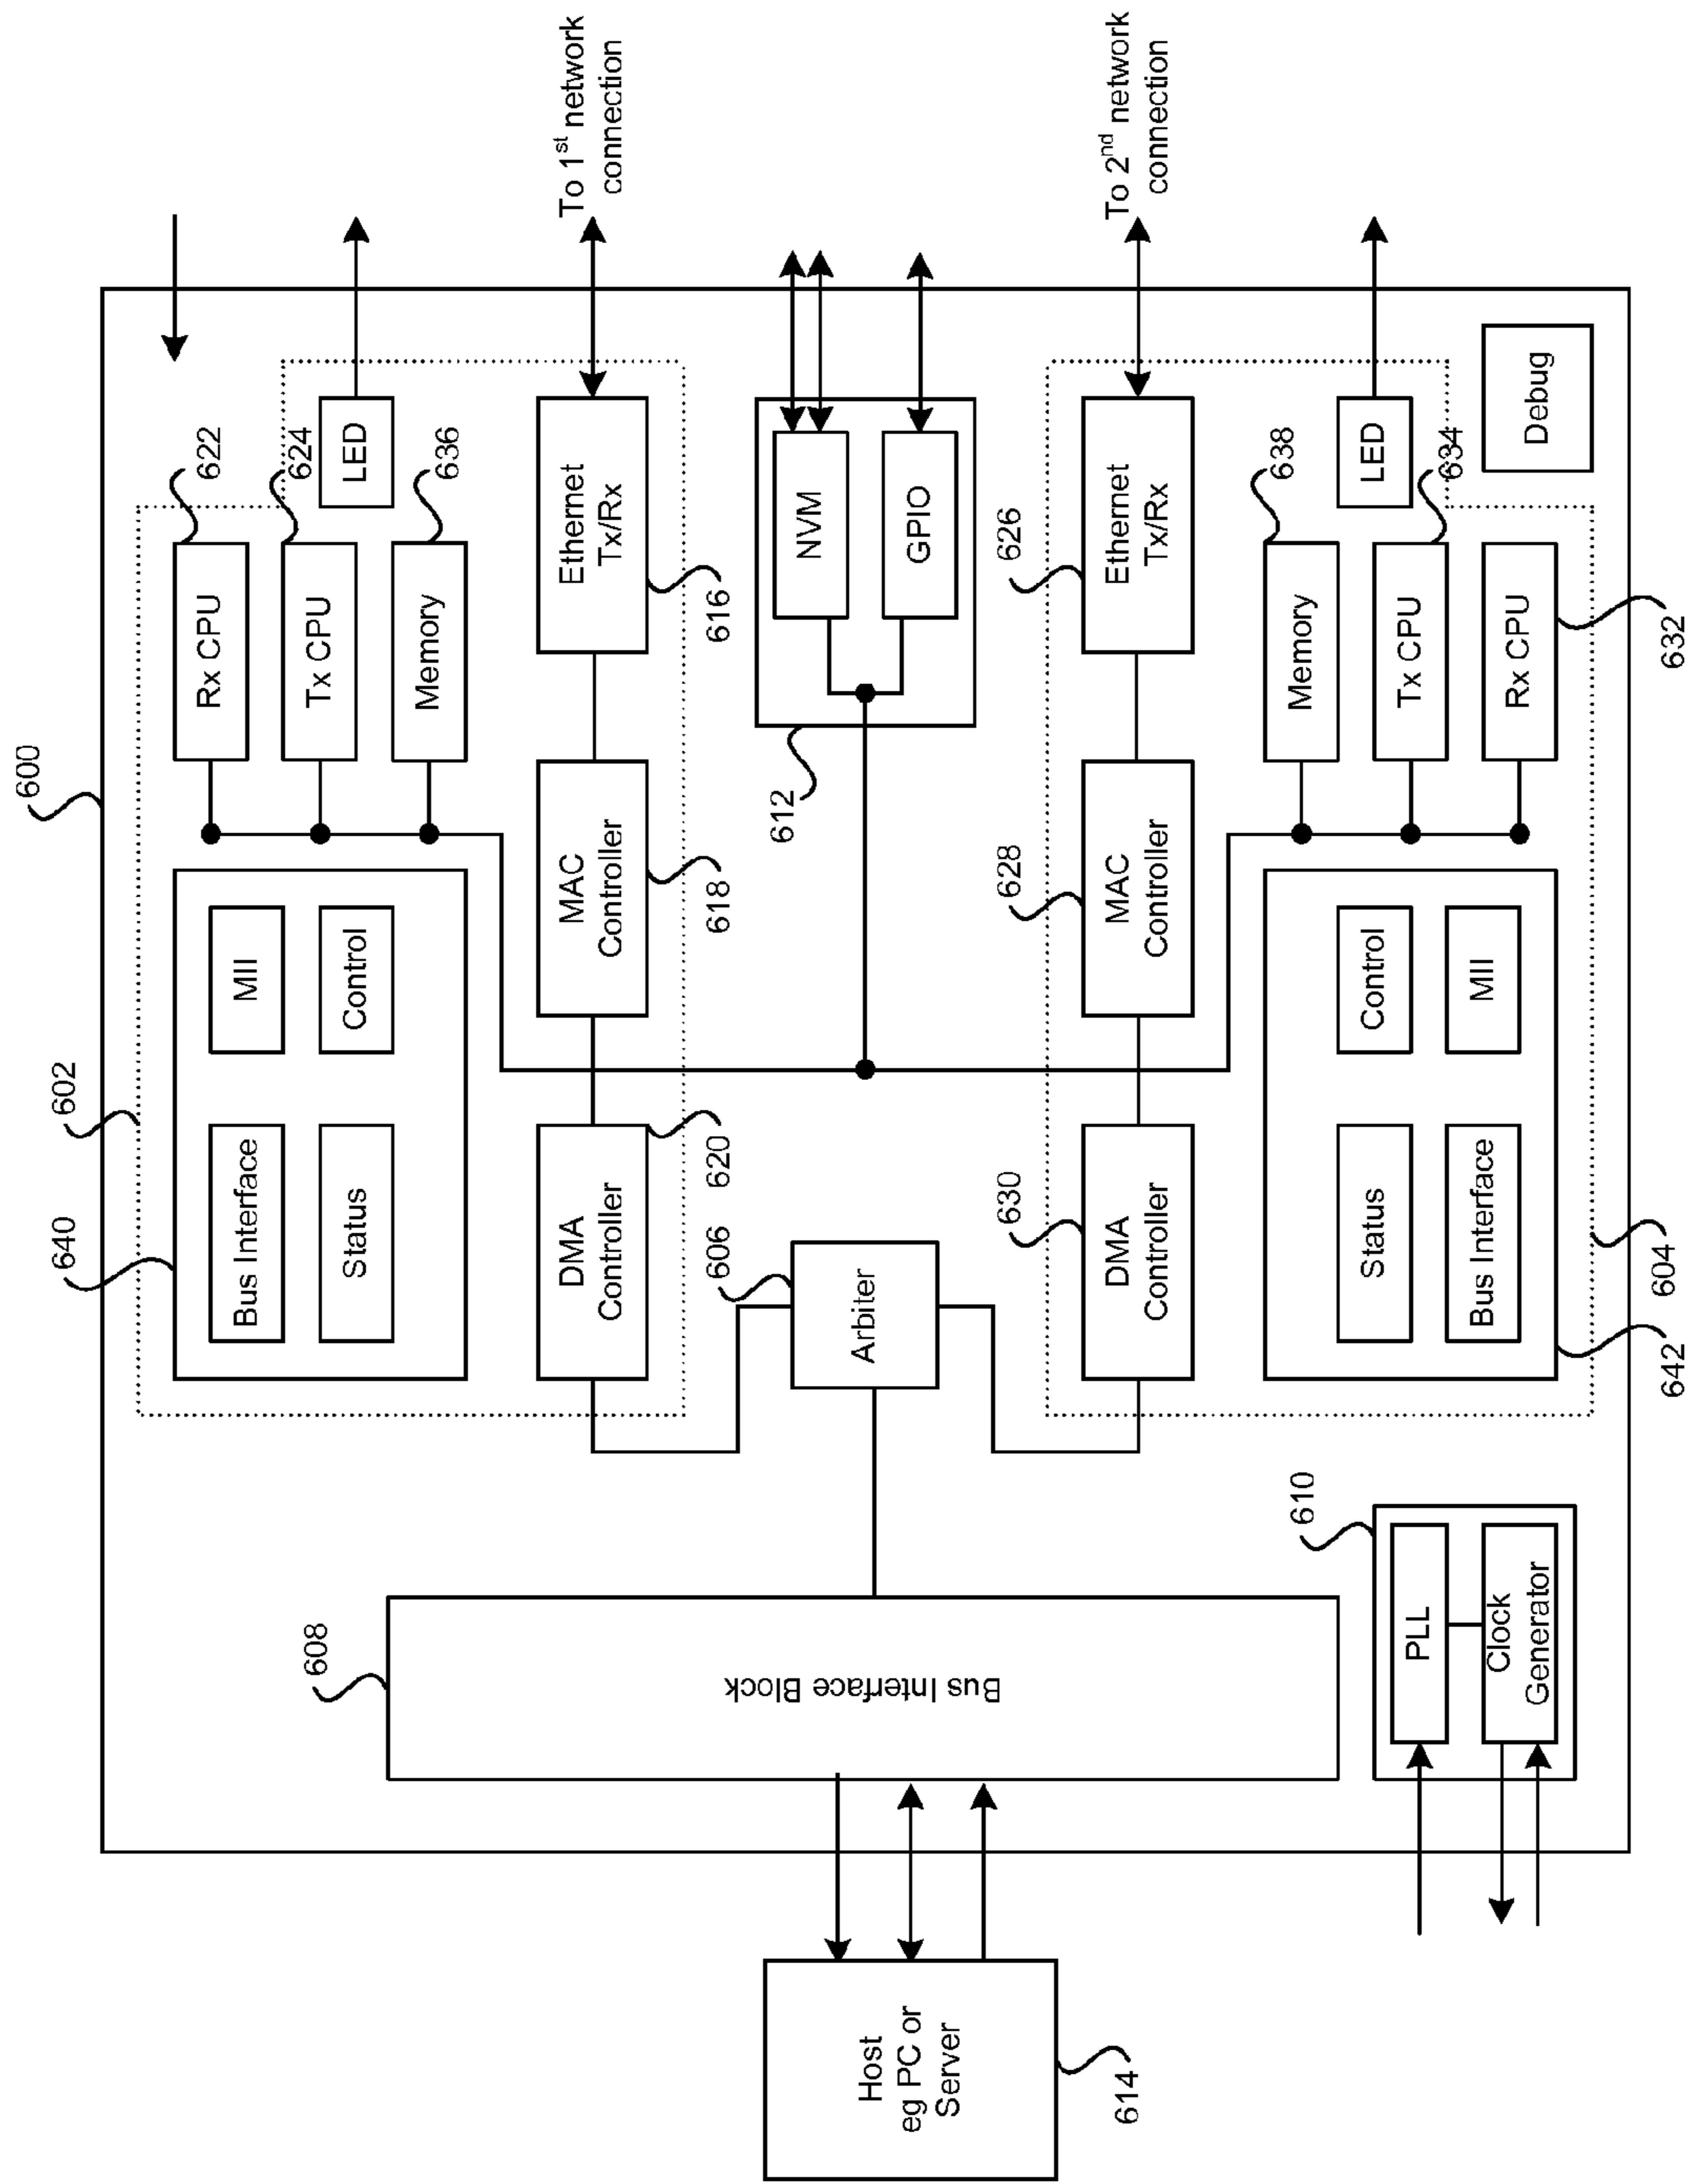 600
602
640
Bus Interface
MII
Status
Control
Rx CPU
622
Tx CPU
624
Memory
636
LED
DMA
Controller
620
MAC
Controller
618
Ethernet
Tx/Rx
616
To 1st network
connection
608
Bus Interface Block
606
Arbiter
612
NVM
GPIO
Host
eg PC or
Server
614
630
DMA
Controller
628
MAC
Controller
626
Ethernet
Tx/Rx
To 2nd network
connection
638
Memory
Tx CPU
634
LED
Rx CPU
632
Status
Control
Bus Interface
MII
642
604
610
PLL
Clock
Generator
Debug